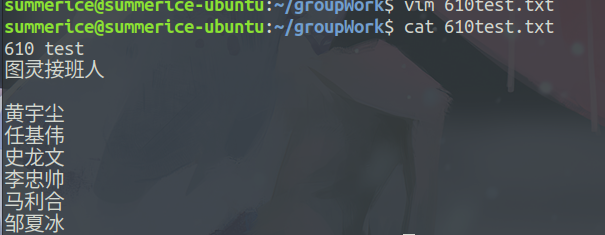 summerice@summerice-ubuntu:~/groupWork$ vim 610test.txt
summerice@summerice-ubuntu:~/groupWork$ cat 610test.txt
610 test
图灵接班人
黄宇尘
任基伟
史龙文
李忠帅
马利合
邹夏冰